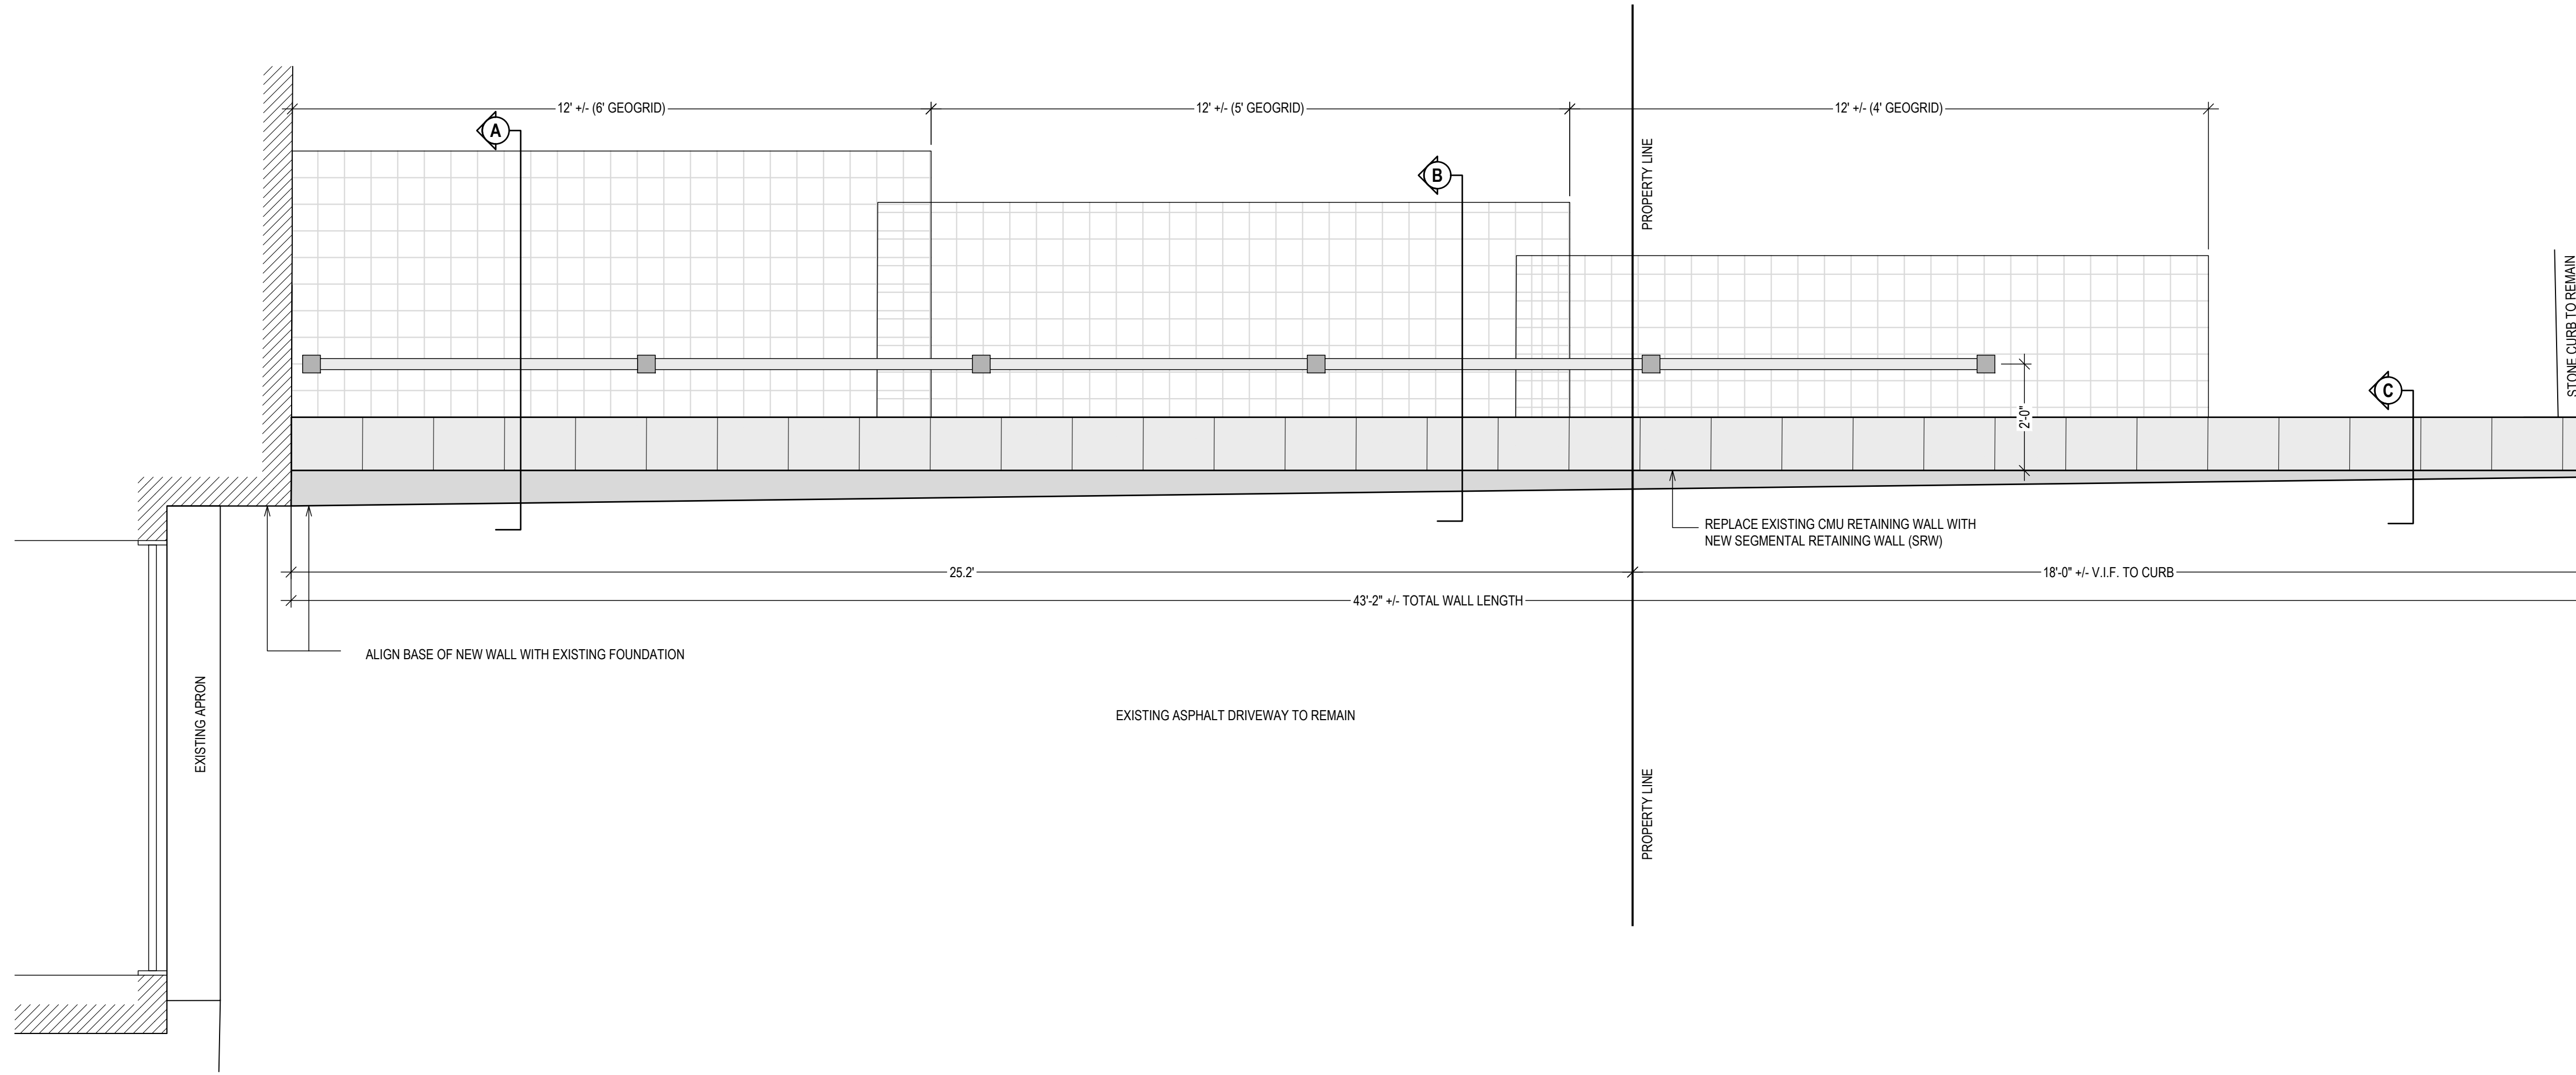 12' +/- (6' GEOGRID)
12' +/- (5' GEOGRID)
12' +/- (4' GEOGRID)
A
B
PROPERTY LINE
STONE CURB TO REMAIN
C
2'-0"
REPLACE EXISTING CMU RETAINING WALL WITH
NEW SEGMENTAL RETAINING WALL (SRW)
25.2'
18'-0" +/- V.I.F. TO CURB
43'-2" +/- TOTAL WALL LENGTH
ALIGN BASE OF NEW WALL WITH EXISTING FOUNDATION
EXISTING APRON
EXISTING ASPHALT DRIVEWAY TO REMAIN
PROPERTY LINE